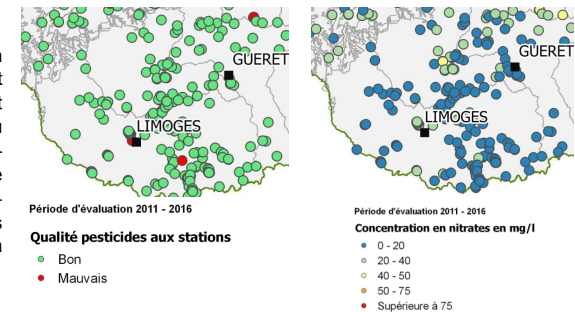 GUERET
LIMOGES
Période d'évaluation 2011 - 2016
Qualité pesticides aux stations
Bon
Mauvais
GUERET
LIMOGES
Période d'évaluation 2011 - 2016
Concentration en nitrates en mg/l
0 - 20
20 - 40
40 - 50
50 - 75
Supérieure à 75